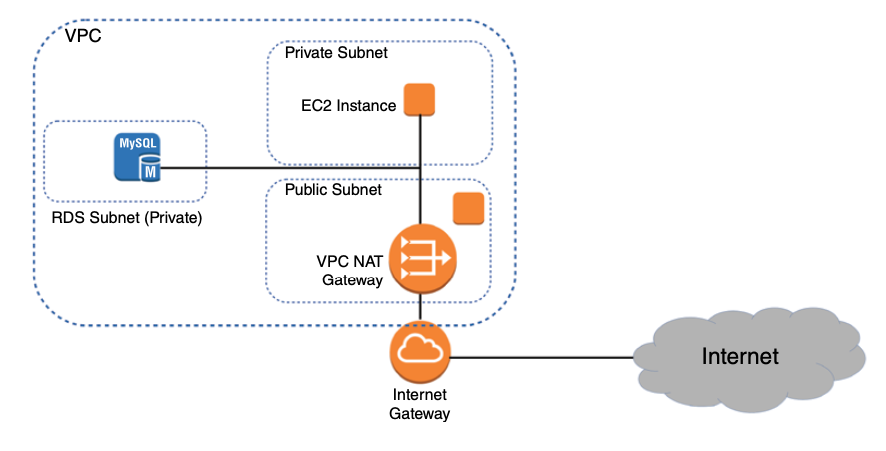 VPC
Private Subnet
EC2 Instance
MySQL
M
RDS Subnet (Private)
Public Subnet
VPC NAT
Gateway
Internet
Gateway
Internet